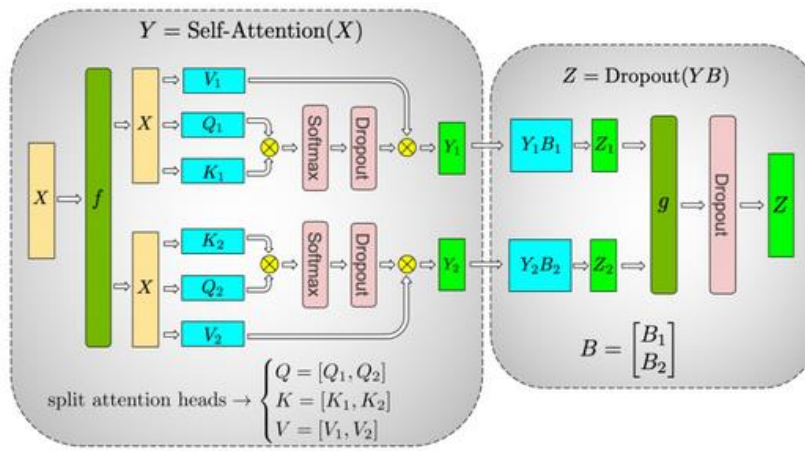 Y = Self-Attention(X)
X
f
X
V₁
Q₁
K₁
Softmax
Dropout
Y₁
X
K₂
Q₂
V₂
Softmax
Dropout
Y₂
split attention heads → { Q = [Q₁, Q₂]
K = [K₁, K₂]
V = [V₁, V₂]
Z = Dropout(YB)
Y₁B₁
Z₁
Y₂B₂
Z₂
g
Dropout
Z
B = [B₁
B₂]